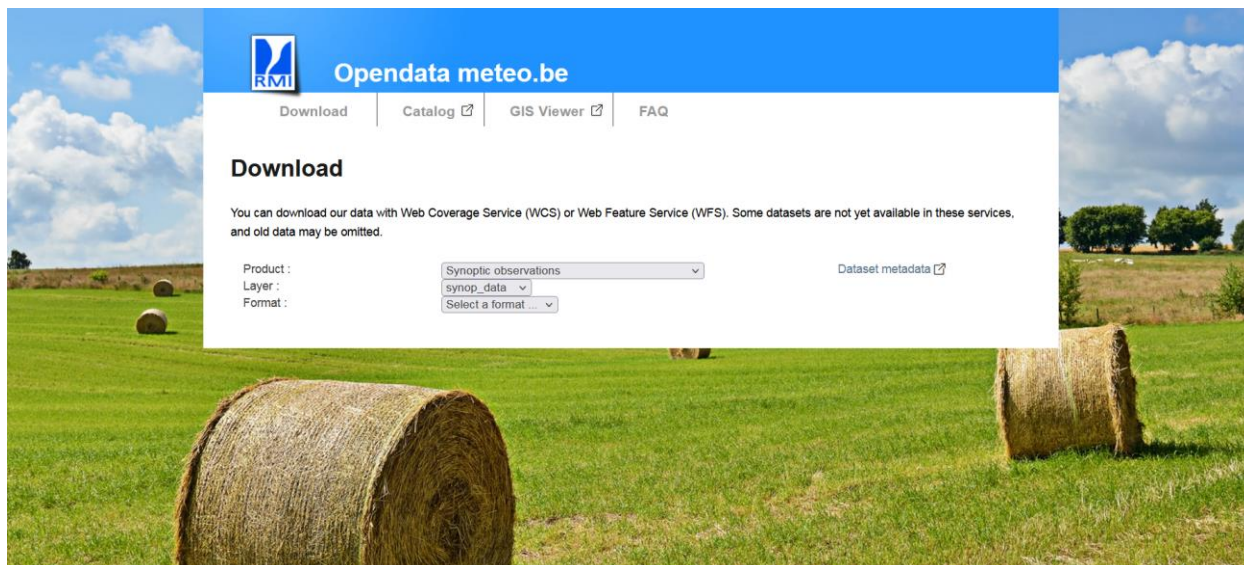 RMI
Opendata meteo.be
Download Catalog GIS Viewer FAQ
Download
You can download our data with Web Coverage Service (WCS) or Web Feature Service (WFS). Some datasets are not yet available in these services,
and old data may be omitted.
Product : Synoptic observations Dataset metadata
Layer : synop_data
Format : Select a format ...